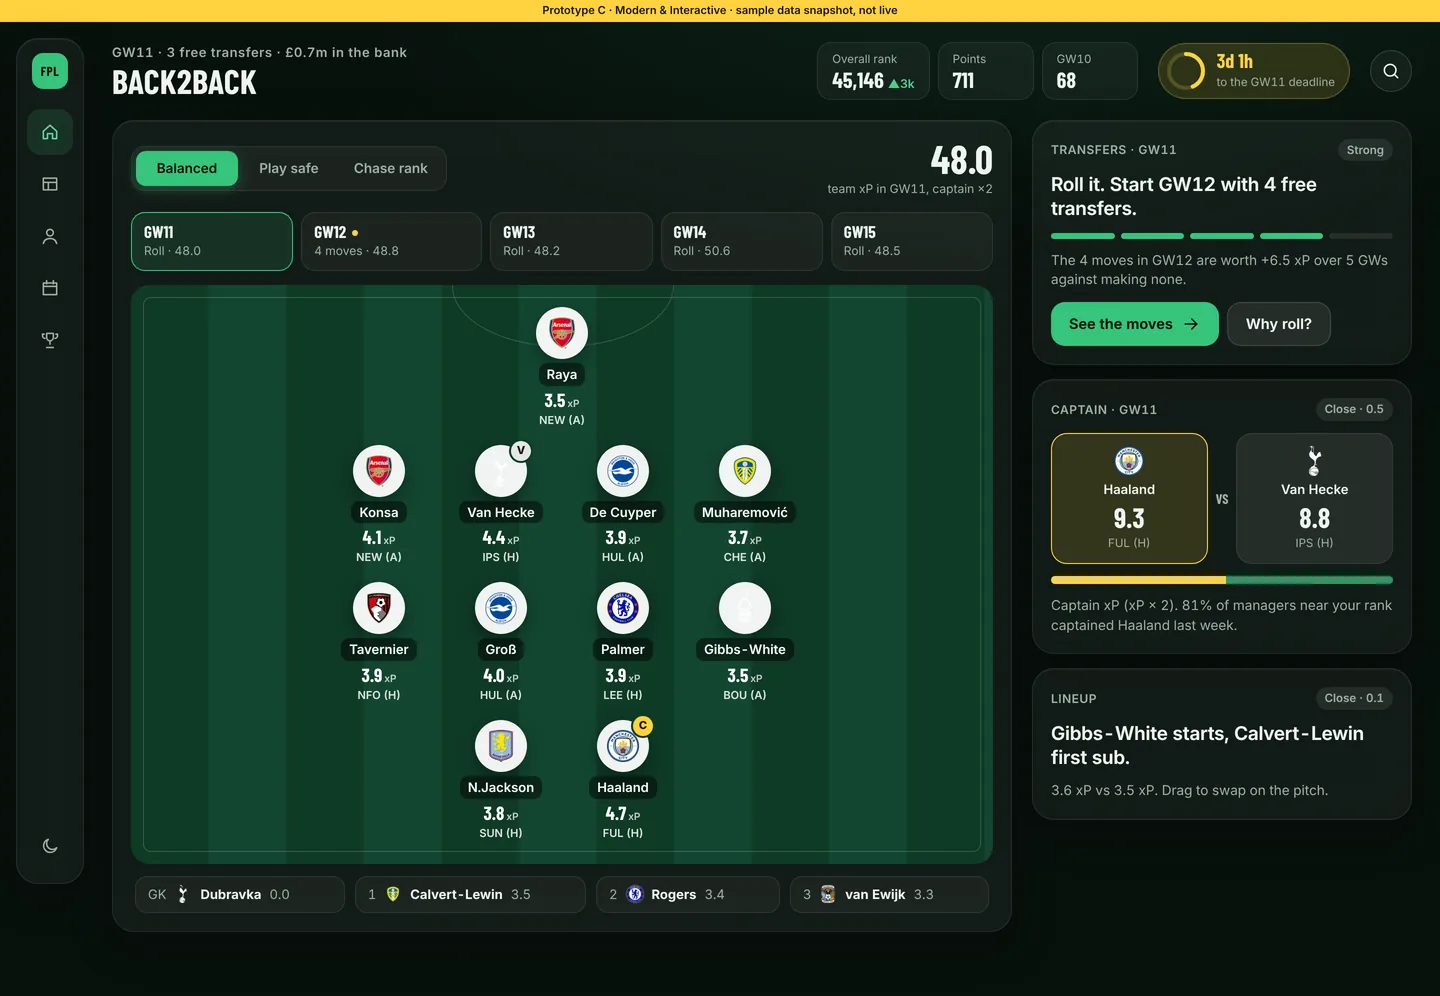 Prototype C · Modern & Interactive · sample data snapshot, not live
FPL
GW11 · 3 free transfers · £0.7m in the bank
BACK2BACK
Overall rank
45,146 ▲3k
Points
711
GW10
68
3d 1h
to the GW11 deadline
Balanced
Play safe
Chase rank
48.0
team xP in GW11, captain ×2
GW11
Roll · 48.0
GW12
4 moves · 48.8
GW13
Roll · 48.2
GW14
Roll · 50.6
GW15
Roll · 48.5
Arsenal
Raya
3.5 xP
NEW (A)
Arsenal
Konsa
4.1 xP
NEW (A)
V
Van Hecke
4.4 xP
IPS (H)
De Cuyper
3.9 xP
HUL (A)
Muharemović
3.7 xP
CHE (A)
Tavernier
3.9 xP
NFO (H)
Groß
4.0 xP
HUL (A)
Palmer
3.9 xP
LEE (H)
Gibbs-White
3.5 xP
BOU (A)
N.Jackson
3.8 xP
SUN (H)
C
Haaland
4.7 xP
FUL (H)
GK Dubravka 0.0
1 Calvert-Lewin 3.5
2 Rogers 3.4
3 van Ewijk 3.3
TRANSFERS · GW11
Strong
Roll it. Start GW12 with 4 free
transfers.
The 4 moves in GW12 are worth +6.5 xP over 5 GWs
against making none.
See the moves →
Why roll?
CAPTAIN · GW11
Close · 0.5
Haaland
9.3
FUL (H)
VS
Van Hecke
8.8
IPS (H)
Captain xP (xP × 2). 81% of managers near your rank
captained Haaland last week.
LINEUP
Close · 0.1
Gibbs-White starts, Calvert-Lewin
first sub.
3.6 xP vs 3.5 xP. Drag to swap on the pitch.